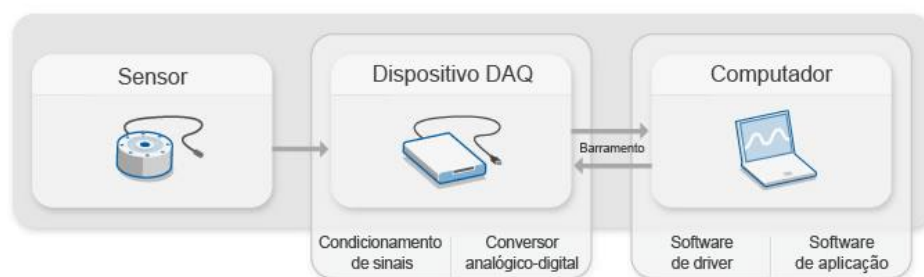 Sensor
Dispositivo DAQ
Computador
Barramento
Condicionamento
de sinais
Conversor
analógico-digital
Software
de driver
Software
de aplicação